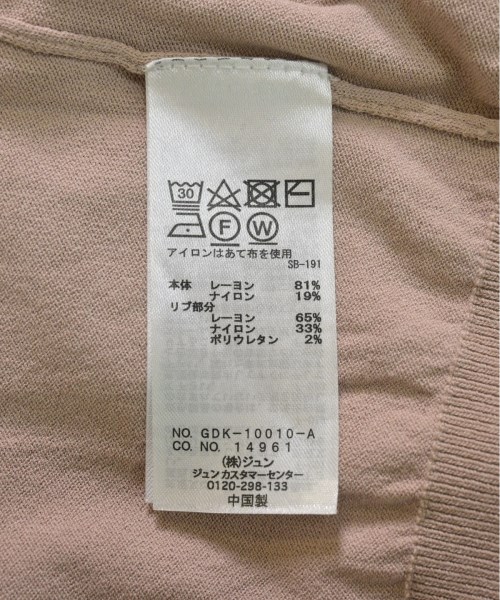 30
F W
アイロンはあて布を使用
SB-191
本体 レーヨン 81%
ナイロン 19%
リブ部分
レーヨン 65%
ナイロン 33%
ポリウレタン 2%
NO. GDK-10010-A
CO. NO. 14961
(株)ジュン
ジュンカスタマーセンター
0120-298-133
中国製